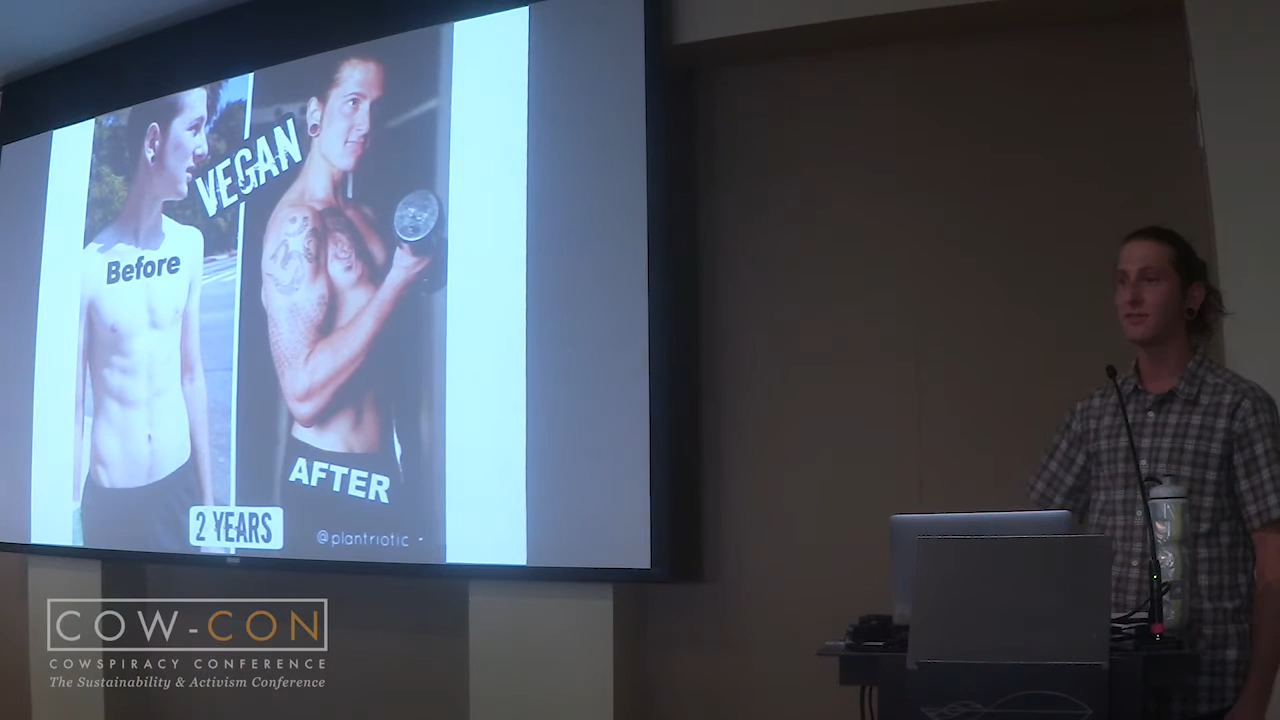 VEGAN
Before
AFTER
2 YEARS
@plantriotic
COW-CON
COWSPIRACY CONFERENCE
The Sustainability & Activism Conference